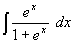 ∫ e^x / (1 + e^x) dx